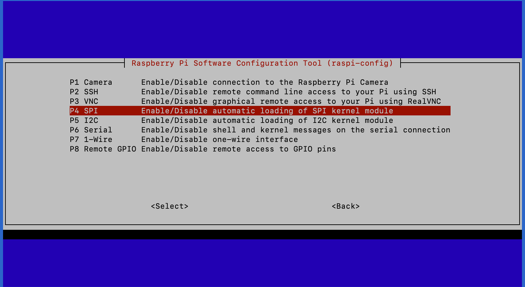 Raspberry Pi Software Configuration Tool (raspi-config)
P1 Camera Enable/Disable connection to the Raspberry Pi Camera
P2 SSH Enable/Disable remote command line access to your Pi using SSH
P3 VNC Enable/Disable graphical remote access to your Pi using RealVNC
P4 SPI Enable/Disable automatic loading of SPI kernel module
P5 I2C Enable/Disable automatic loading of I2C kernel module
P6 Serial Enable/Disable shell and kernel messages on the serial connection
P7 1-Wire Enable/Disable one-wire interface
P8 Remote GPIO Enable/Disable remote access to GPIO pins
<Select> <Back>